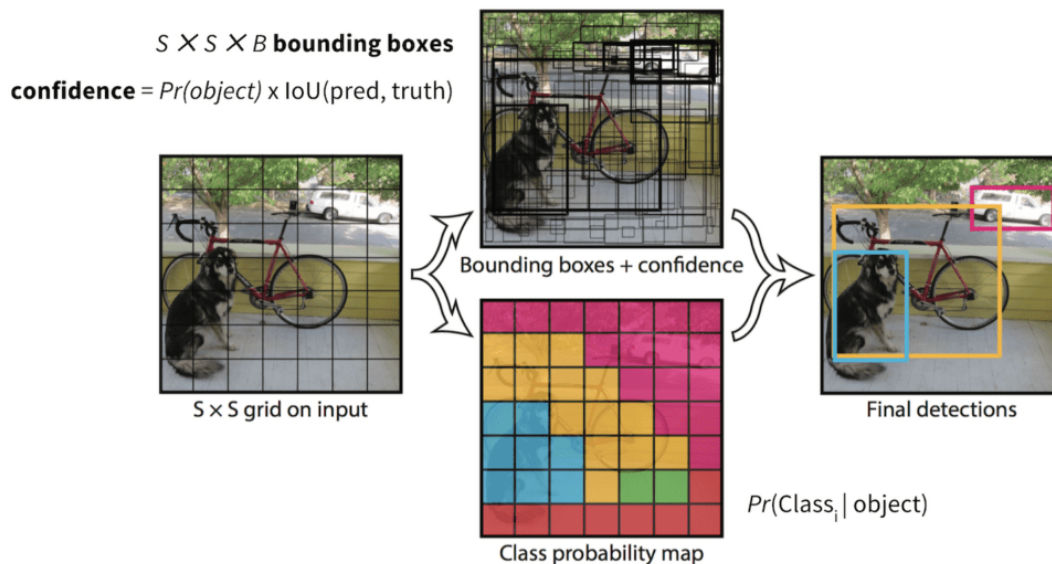 S × S × B bounding boxes
confidence = Pr(object) x IoU(pred, truth)
Bounding boxes + confidence
S × S grid on input
Final detections
Pr(Class_i | object)
Class probability map